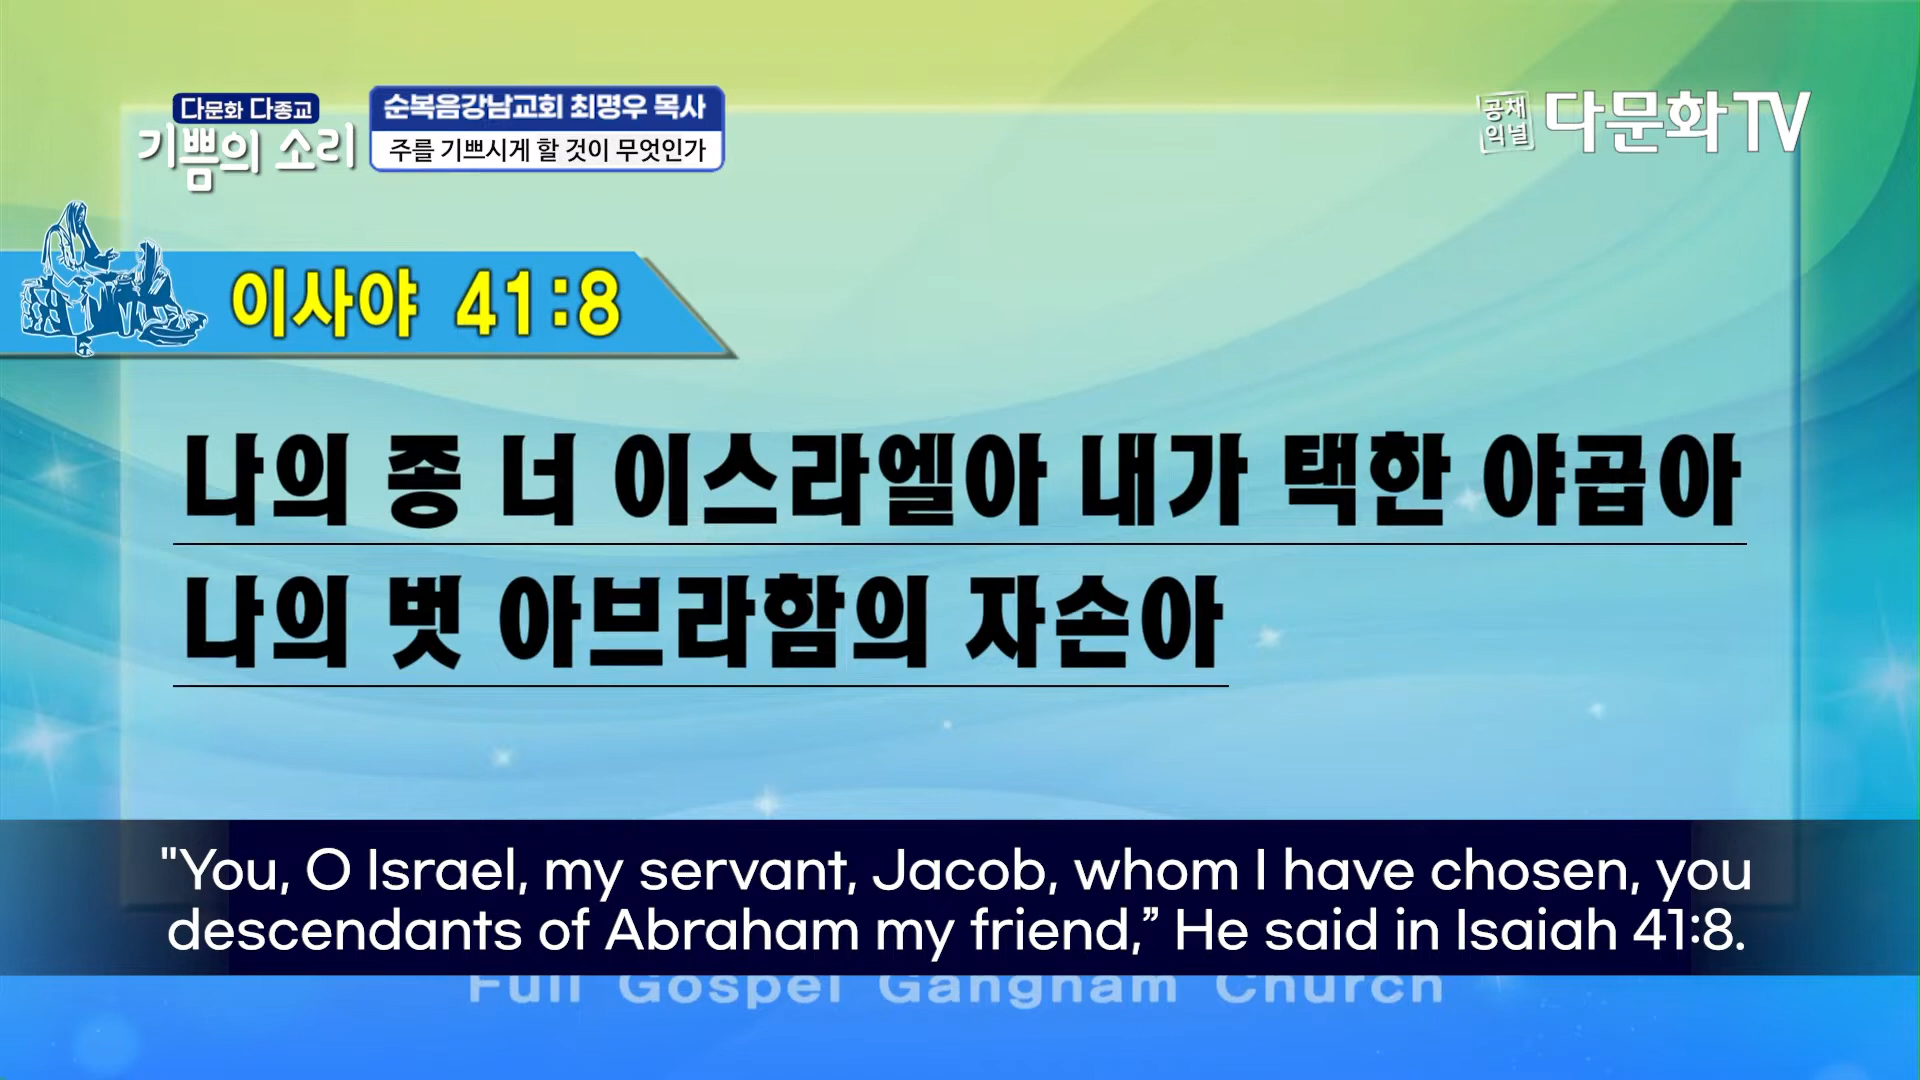 다문화 다종교
기쁨의 소리
순복음강남교회 최명우 목사
주를 기쁘시게 할 것이 무엇인가
공채
익널
다문화TV
이사야 41:8
나의 종 너 이스라엘아 내가 택한 야곱아
나의 벗 아브라함의 자손아
"You, O Israel, my servant, Jacob, whom I have chosen, you
descendants of Abraham my friend,” He said in Isaiah 41:8.
Full Gospel Gangnam Church